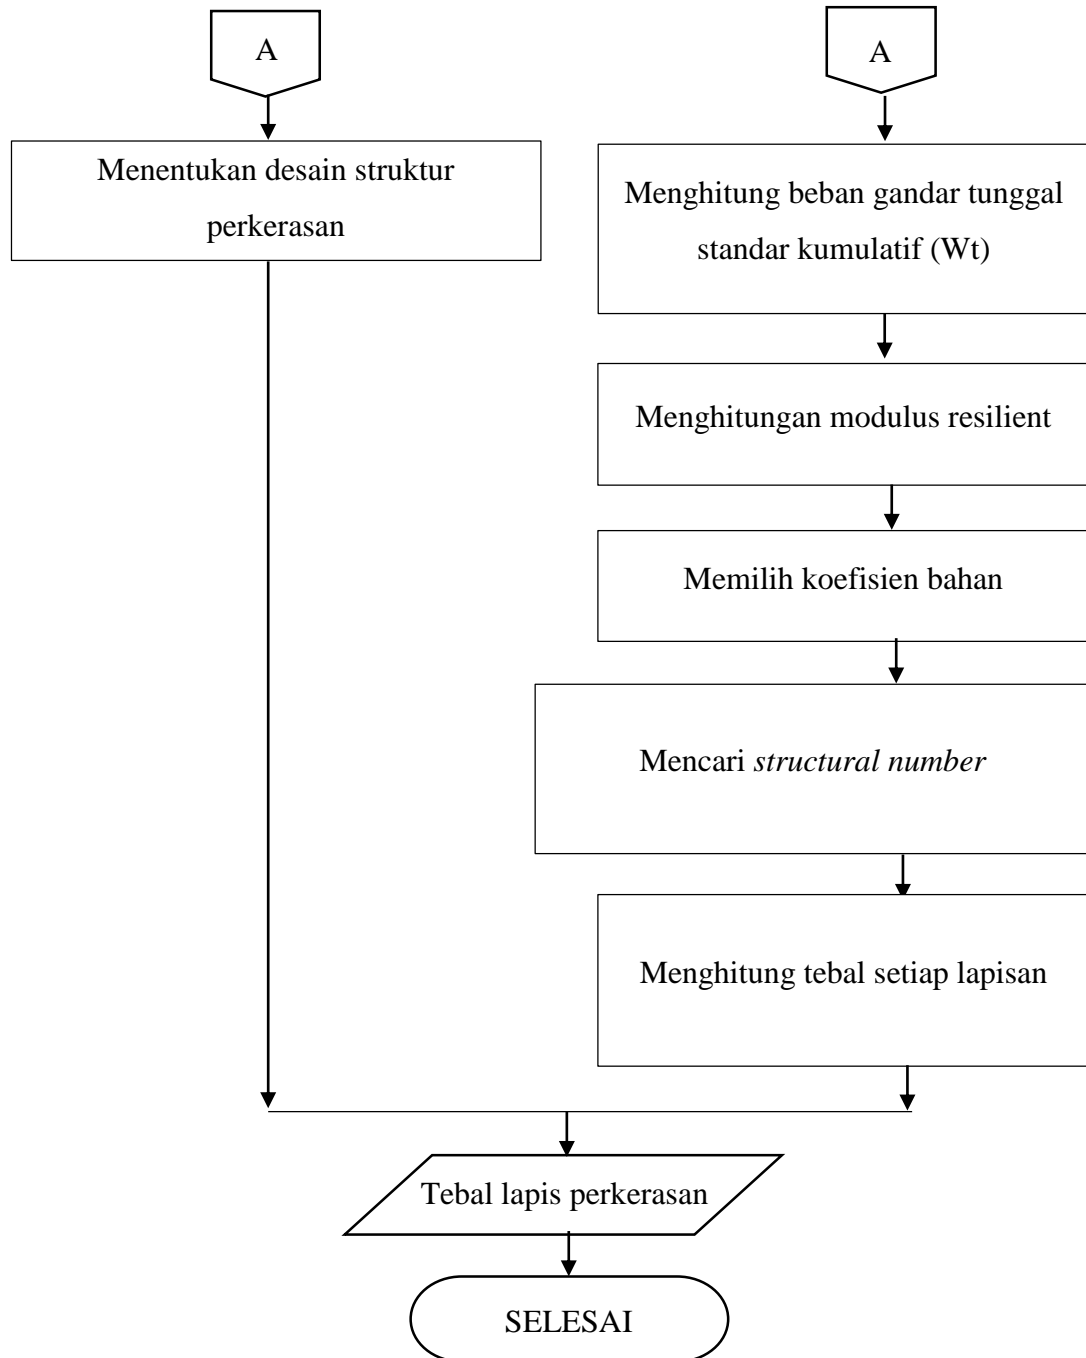 A
A
Menentukan desain struktur
perkerasan
Menghitung beban gandar tunggal
standar kumulatif (Wt)
Menghitungan modulus resilient
Memilih koefisien bahan
Mencari structural number
Menghitung tebal setiap lapisan
Tebal lapis perkerasan
SELESAI